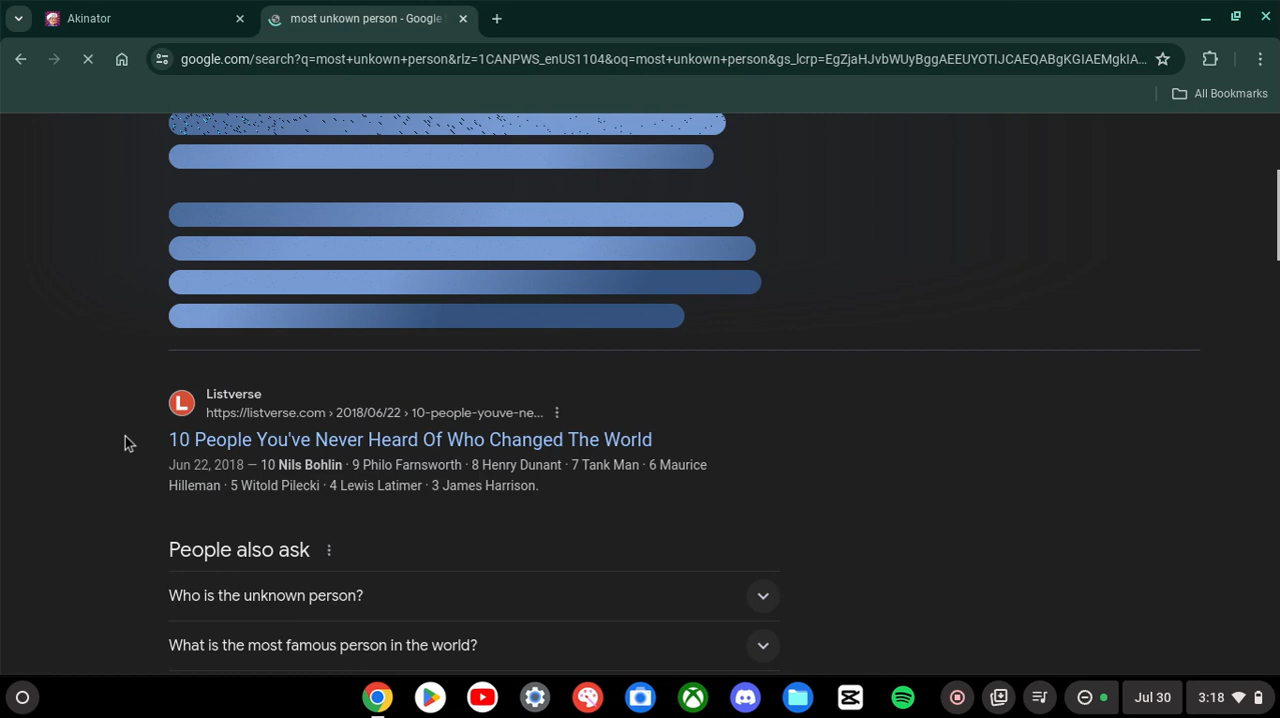 Akinator
most unkown person - Google
google.com/search?q=most+unkown+person&rlz=1CANPWS_enUS1104&oq=most+unkown+person&gs_lcrp=EgZjaHJvbWUyBggAEEUYOTIJCAEQABgKGIAEMgkIA...
All Bookmarks
Listverse
https://listverse.com › 2018/06/22 › 10-people-youve-ne...
10 People You've Never Heard Of Who Changed The World
Jun 22, 2018 — 10 Nils Bohlin · 9 Philo Farnsworth · 8 Henry Dunant · 7 Tank Man · 6 Maurice
Hilleman · 5 Witold Pilecki · 4 Lewis Latimer · 3 James Harrison.
People also ask
Who is the unknown person?
What is the most famous person in the world?
Jul 30
3:18